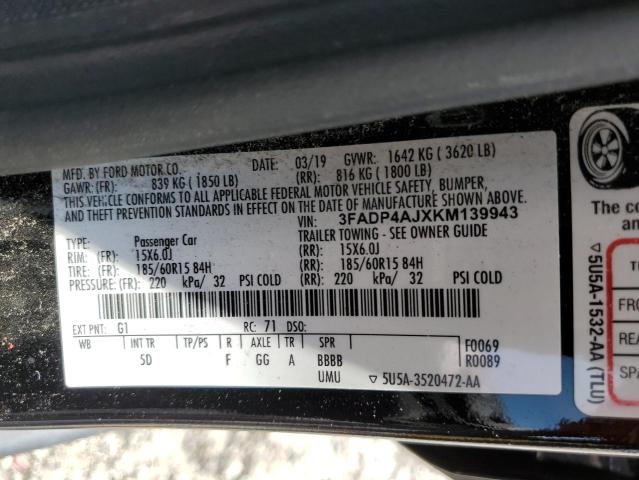 MFD. BY FORD MOTOR CO.
DATE: 03/19 GVWR: 1642 KG ( 3620 LB)
GAWR: (FR): 839 KG ( 1850 LB) (RR): 816 KG ( 1800 LB)
THIS VEHICLE CONFORMS TO ALL APPLICABLE FEDERAL MOTOR VEHICLE SAFETY, BUMPER,
AND THEFT PREVENTION STANDARDS IN EFFECT ON THE DATE OF MANUFACTURE SHOWN ABOVE.
VIN: 3FADP4AJXKM139943
TYPE: Passenger Car TRAILER TOWING - SEE OWNER GUIDE
RIM: (FR): 15X6.0J (RR): 15X6.0J
TIRE: (FR): 185/60R15 84H (RR): 185/60R15 84H
PRESSURE: (FR): 220 kPa/ 32 PSI COLD (RR): 220 kPa/ 32 PSI COLD
EXT PNT: G1 RC: 71 DSO:
WB INT TR TP/PS R AXLE TR SPR F0069
5D F GG A BBBB R0089
UMU ▽ 5U5A-3520472-AA
▽5U5A-1532-AA (TLU)
The co
and
FRO
REA
SPA